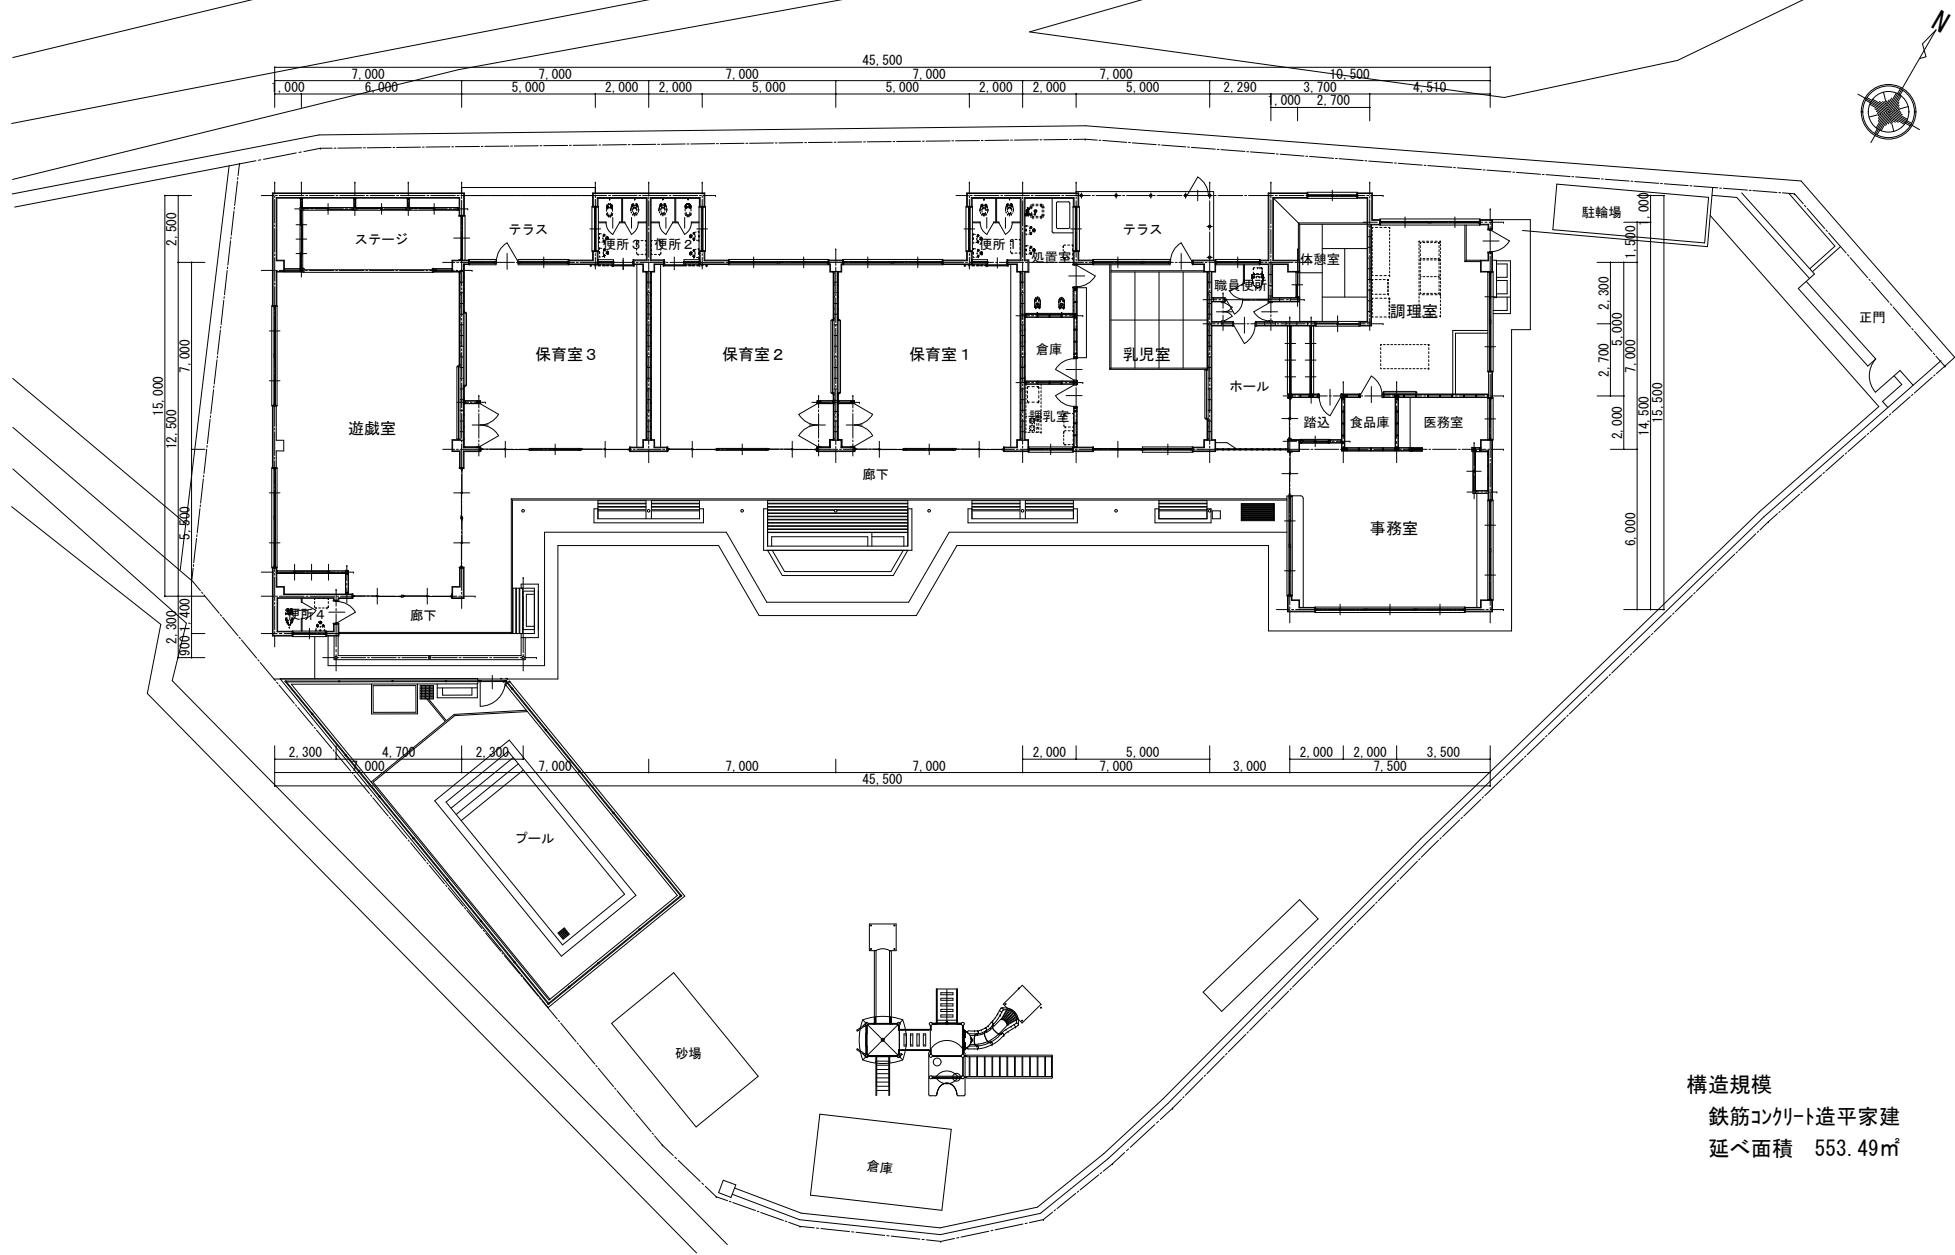 N
45,500
7,000 7,000 7,000 7,000 7,000 10,500
1,000 6,000 5,000 2,000 2,000 5,000 5,000 2,000 2,000 5,000 2,290 3,700 4,510
1,000 2,700
駐輪場
ステージ
テラス
便所3
便所2
便所1
処置室
テラス
職員便所
休憩室
調理室
正門
保育室3
保育室2
保育室1
倉庫
乳児室
ホール
遊戯室
調乳室
踏込
食品庫
医務室
廊下
事務室
便所4
廊下
2,500
7,000
15,000
12,500
5,500
2,300
1,400
900
1,000
1,500
2,300
5,000
2,700
7,000
2,000
14,500
15,500
6,000
2,300 4,700 2,300 2,000 5,000 2,000 2,000 3,500
7,000 7,000 7,000 7,000 7,000 3,000 7,500
45,500
プール
砂場
倉庫
構造規模
鉄筋コンクリート造平家建
延べ面積 553.49㎡